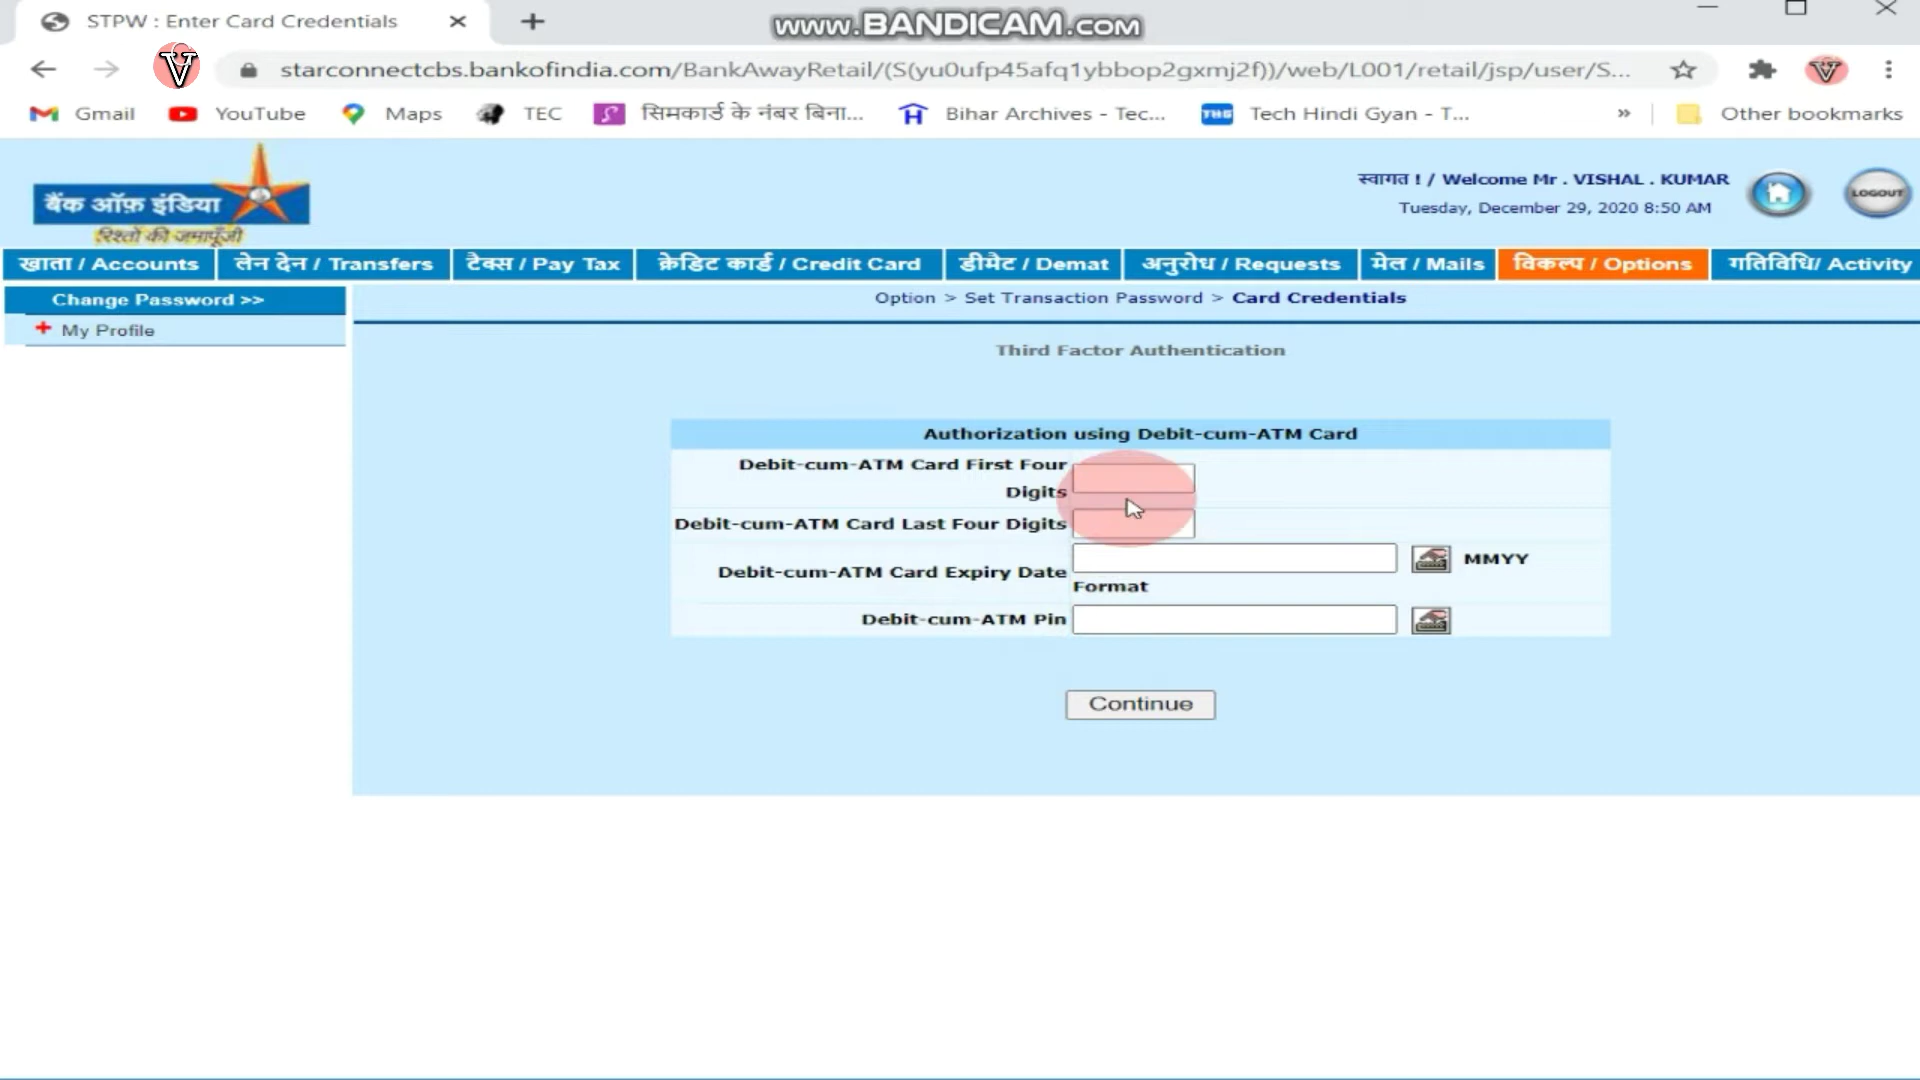 STPW : Enter Card Credentials
www.BANDICAM.com
starconnectcbs.bankofindia.com/BankAwayRetail/(S(yu0ufp45afq1ybbop2gxmj2f))/web/L001/retail/jsp/user/S...
Gmail YouTube Maps TEC सिमकार्ड के नंबर बिना... Bihar Archives - Tec... THG Tech Hindi Gyan - T... » Other bookmarks
बैंक ऑफ़ इंडिया
रिश्तों की जमापूँजी
स्वागत ! / Welcome Mr . VISHAL . KUMAR
Tuesday, December 29, 2020 8:50 AM
LOGOUT
खाता / Accounts लेन देन / Transfers टैक्स / Pay Tax क्रेडिट कार्ड / Credit Card डीमैट / Demat अनुरोध / Requests मेल / Mails विकल्प / Options गतिविधि/ Activity
Change Password >>
My Profile
Option > Set Transaction Password > Card Credentials
Third Factor Authentication
Authorization using Debit-cum-ATM Card
Debit-cum-ATM Card First Four
Digits
Debit-cum-ATM Card Last Four Digits
Debit-cum-ATM Card Expiry Date MMYY
Format
Debit-cum-ATM Pin
Continue